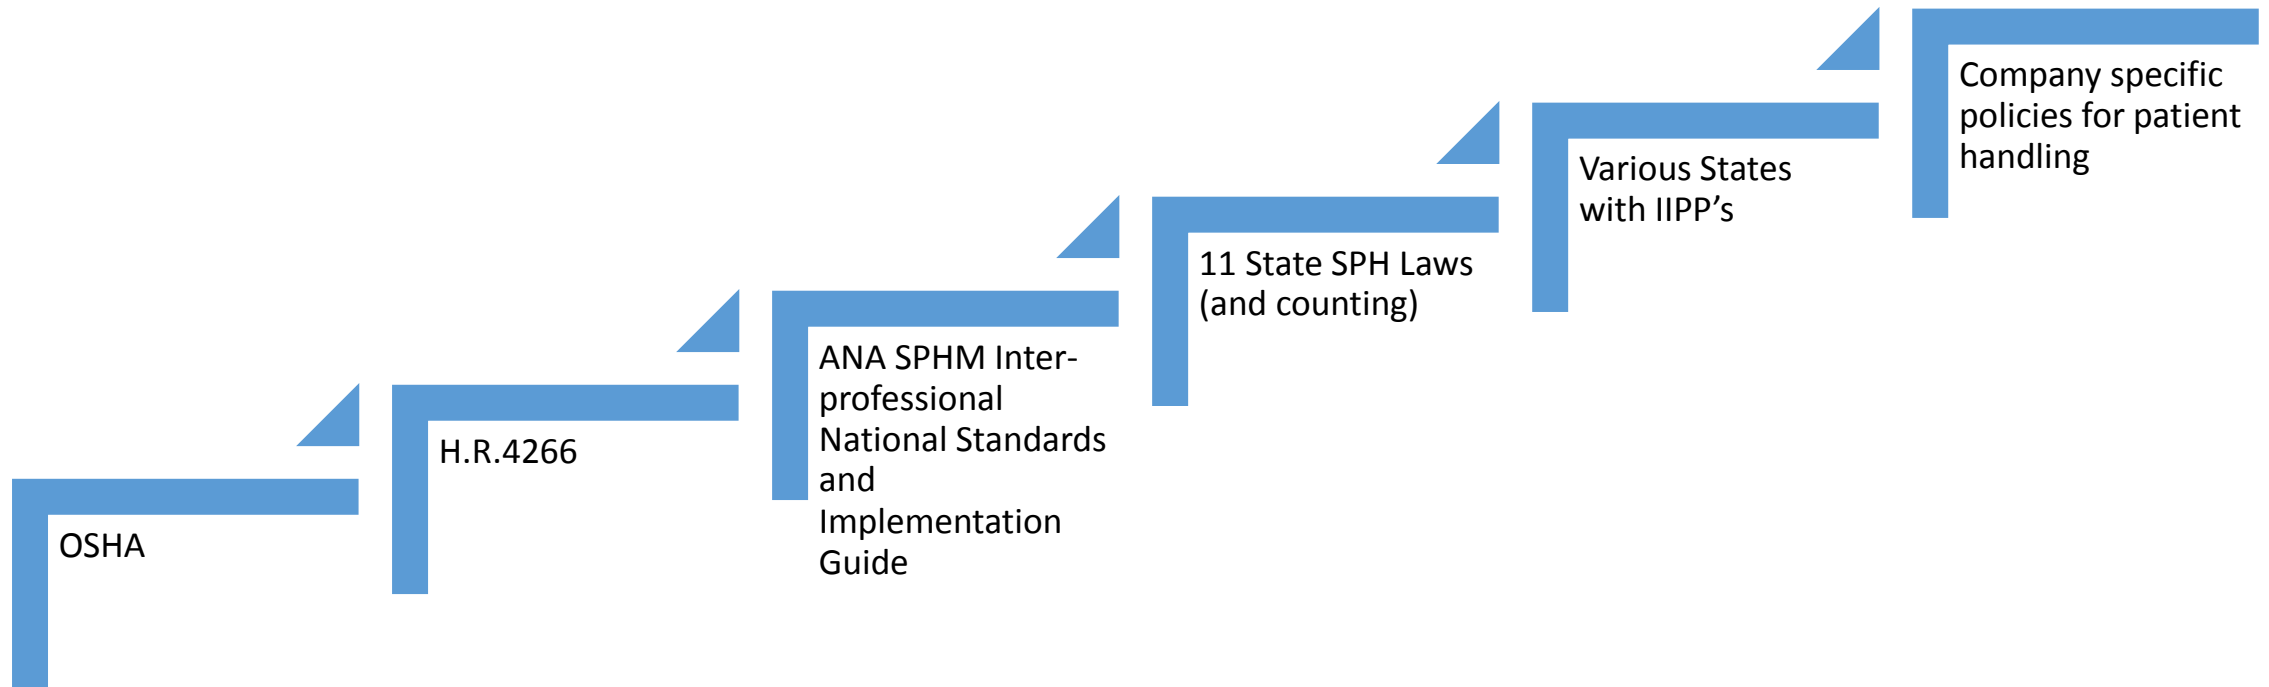 OSHA
H.R.4266
ANA SPHM Inter-
professional
National Standards
and
Implementation
Guide
11 State SPH Laws
(and counting)
Various States
with IIPP’s
Company specific
policies for patient
handling